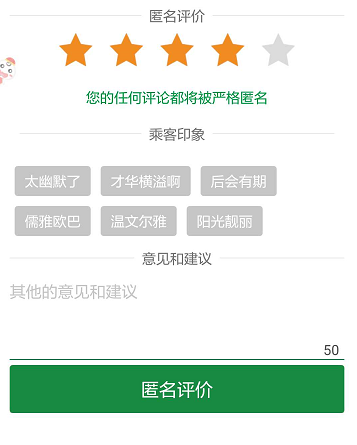 匿名评价
您的任何评论都将被严格匿名
乘客印象
太幽默了 才华横溢啊 后会有期
儒雅欧巴 温文尔雅 阳光靓丽
意见和建议
其他的意见和建议
50
匿名评价